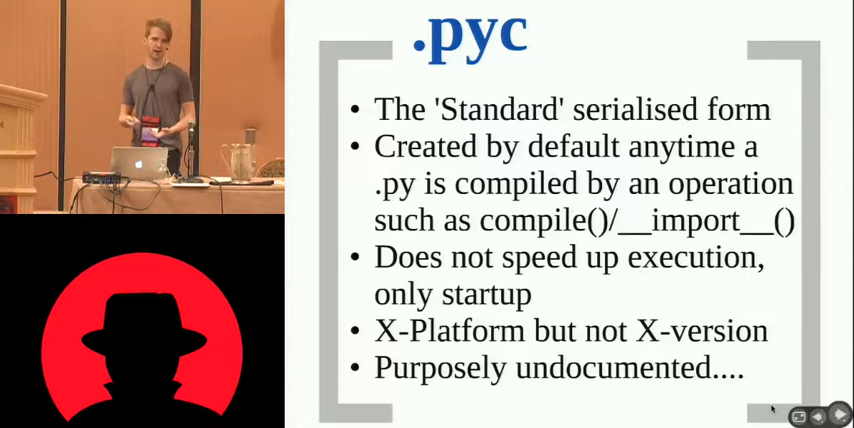 .pyc
• The 'Standard' serialised form
• Created by default anytime a
.py is compiled by an operation
such as compile()/__import__()
• Does not speed up execution,
only startup
• X-Platform but not X-version
• Purposely undocumented....